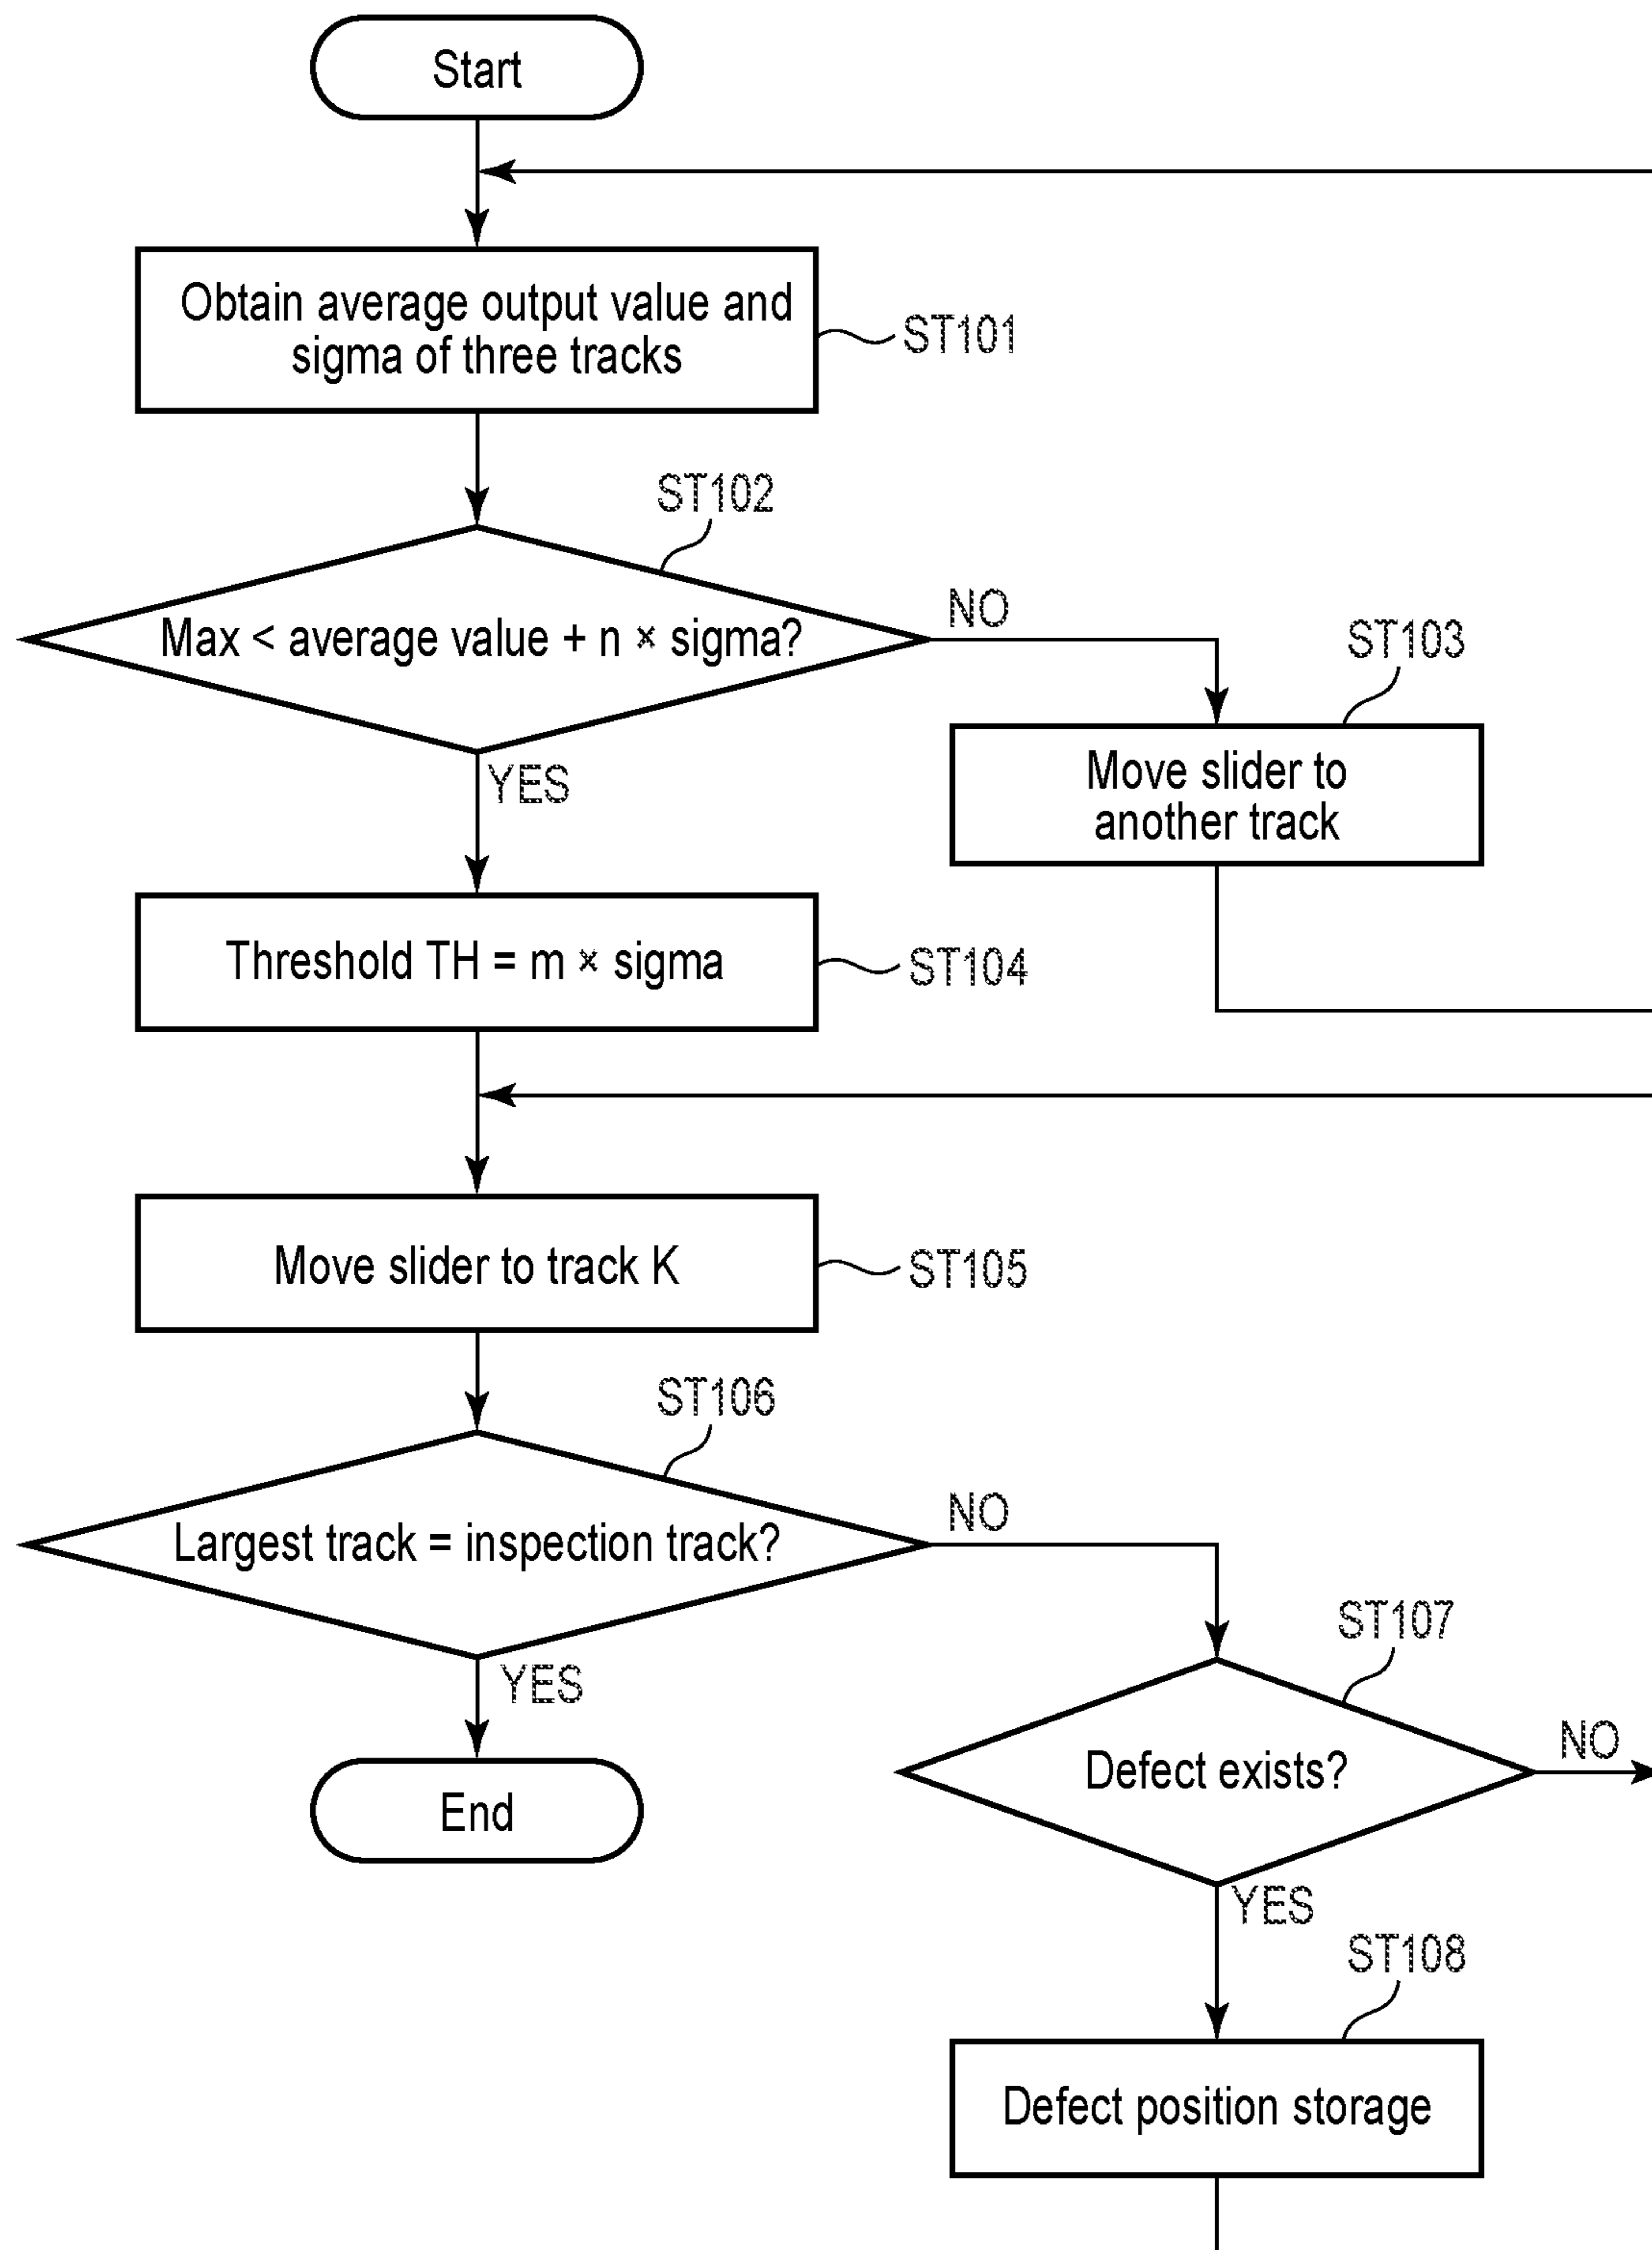 Start
Obtain average output value and
sigma of three tracks
ST101
ST102
Max < average value + n × sigma?
NO
YES
ST103
Move slider to
another track
Threshold TH = m × sigma
ST104
Move slider to track K
ST105
ST106
Largest track = inspection track?
NO
YES
End
ST107
Defect exists?
NO
YES
ST108
Defect position storage